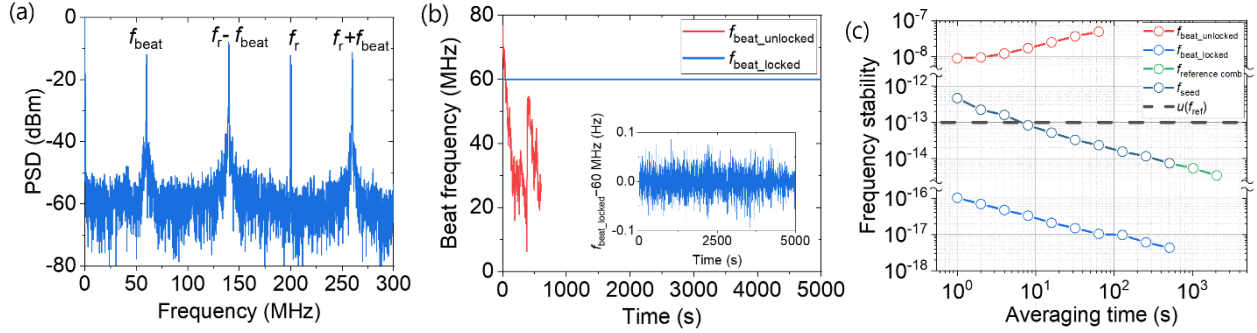 (a)
0
-20
-40
-60
-80
PSD (dBm)
f_beat
f_r- f_beat
f_r
f_r+f_beat
0 50 100 150 200 250 300
Frequency (MHz)
(b)
80
60
40
20
0
Beat frequency (MHz)
f_beat_unlocked
f_beat_locked
0.1
0.0
-0.1
f_beat_locked−60 MHz (Hz)
0 2500 5000
Time (s)
0 1000 2000 3000 4000 5000
Time (s)
(c)
10^-7
10^-8
10^-12
10^-13
10^-14
10^-16
10^-17
10^-18
Frequency stability
f_beat_unlocked
f_beat_locked
f_reference comb
f_seed
u(f_ref)
10^0 10^1 10^2 10^3
Averaging time (s)